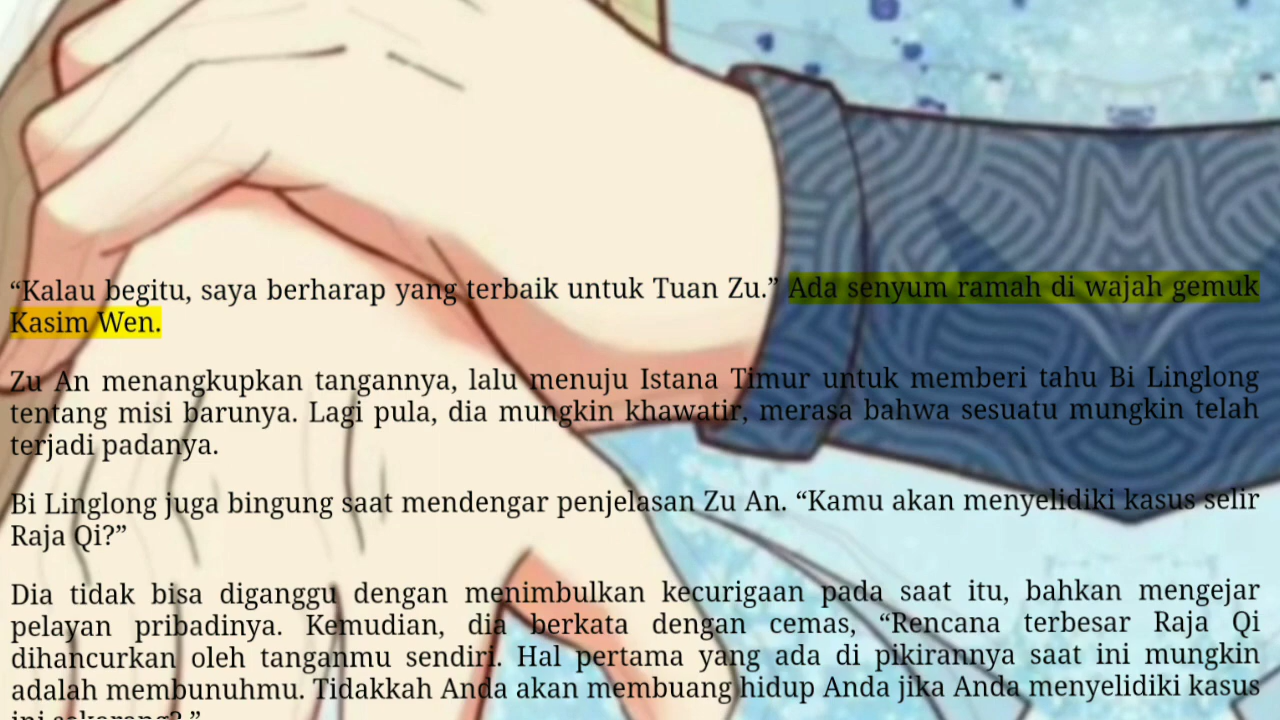 “Kalau begitu, saya berharap yang terbaik untuk Tuan Zu.” Ada senyum ramah di wajah gemuk
Kasim Wen.
Zu An menangkupkan tangannya, lalu menuju Istana Timur untuk memberi tahu Bi Linglong
tentang misi barunya. Lagi pula, dia mungkin khawatir, merasa bahwa sesuatu mungkin telah
terjadi padanya.
Bi Linglong juga bingung saat mendengar penjelasan Zu An. “Kamu akan menyelidiki kasus selir
Raja Qi?”
Dia tidak bisa diganggu dengan menimbulkan kecurigaan pada saat itu, bahkan mengejar
pelayan pribadinya. Kemudian, dia berkata dengan cemas, “Rencana terbesar Raja Qi
dihancurkan oleh tanganmu sendiri. Hal pertama yang ada di pikirannya saat ini mungkin
adalah membunuhmu. Tidakkah Anda akan membuang hidup Anda jika Anda menyelidiki kasus
ini sekarang? ”